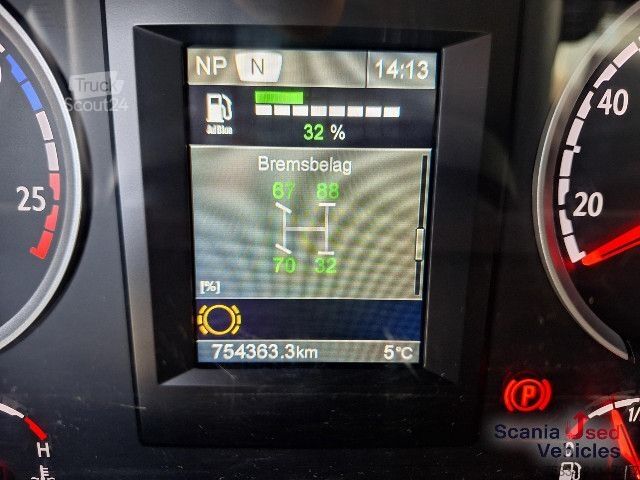 NP N 14:13
Truck
Scout24
AdBlue
32 %
Bremsbelag
67 88
70 32
[%]
754363.3km 5°C
25
40
20
P
H
1/
Scania Used
Vehicles